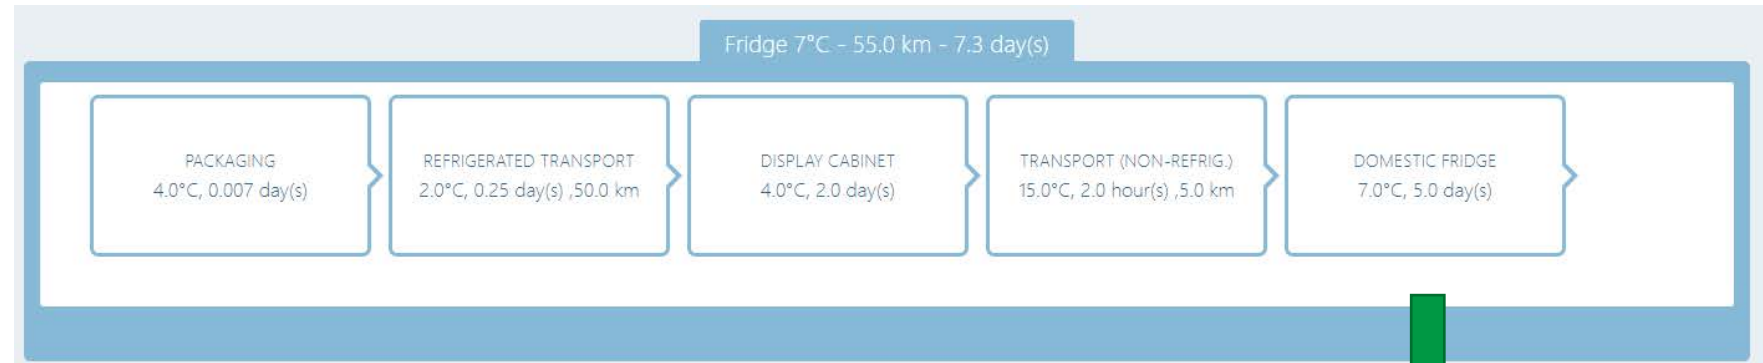 Fridge 7°C - 55.0 km - 7.3 day(s)
PACKAGING
4.0°C, 0.007 day(s)
REFRIGERATED TRANSPORT
2.0°C, 0.25 day(s) ,50.0 km
DISPLAY CABINET
4.0°C, 2.0 day(s)
TRANSPORT (NON-REFRIG.)
15.0°C, 2.0 hour(s) ,5.0 km
DOMESTIC FRIDGE
7.0°C, 5.0 day(s)